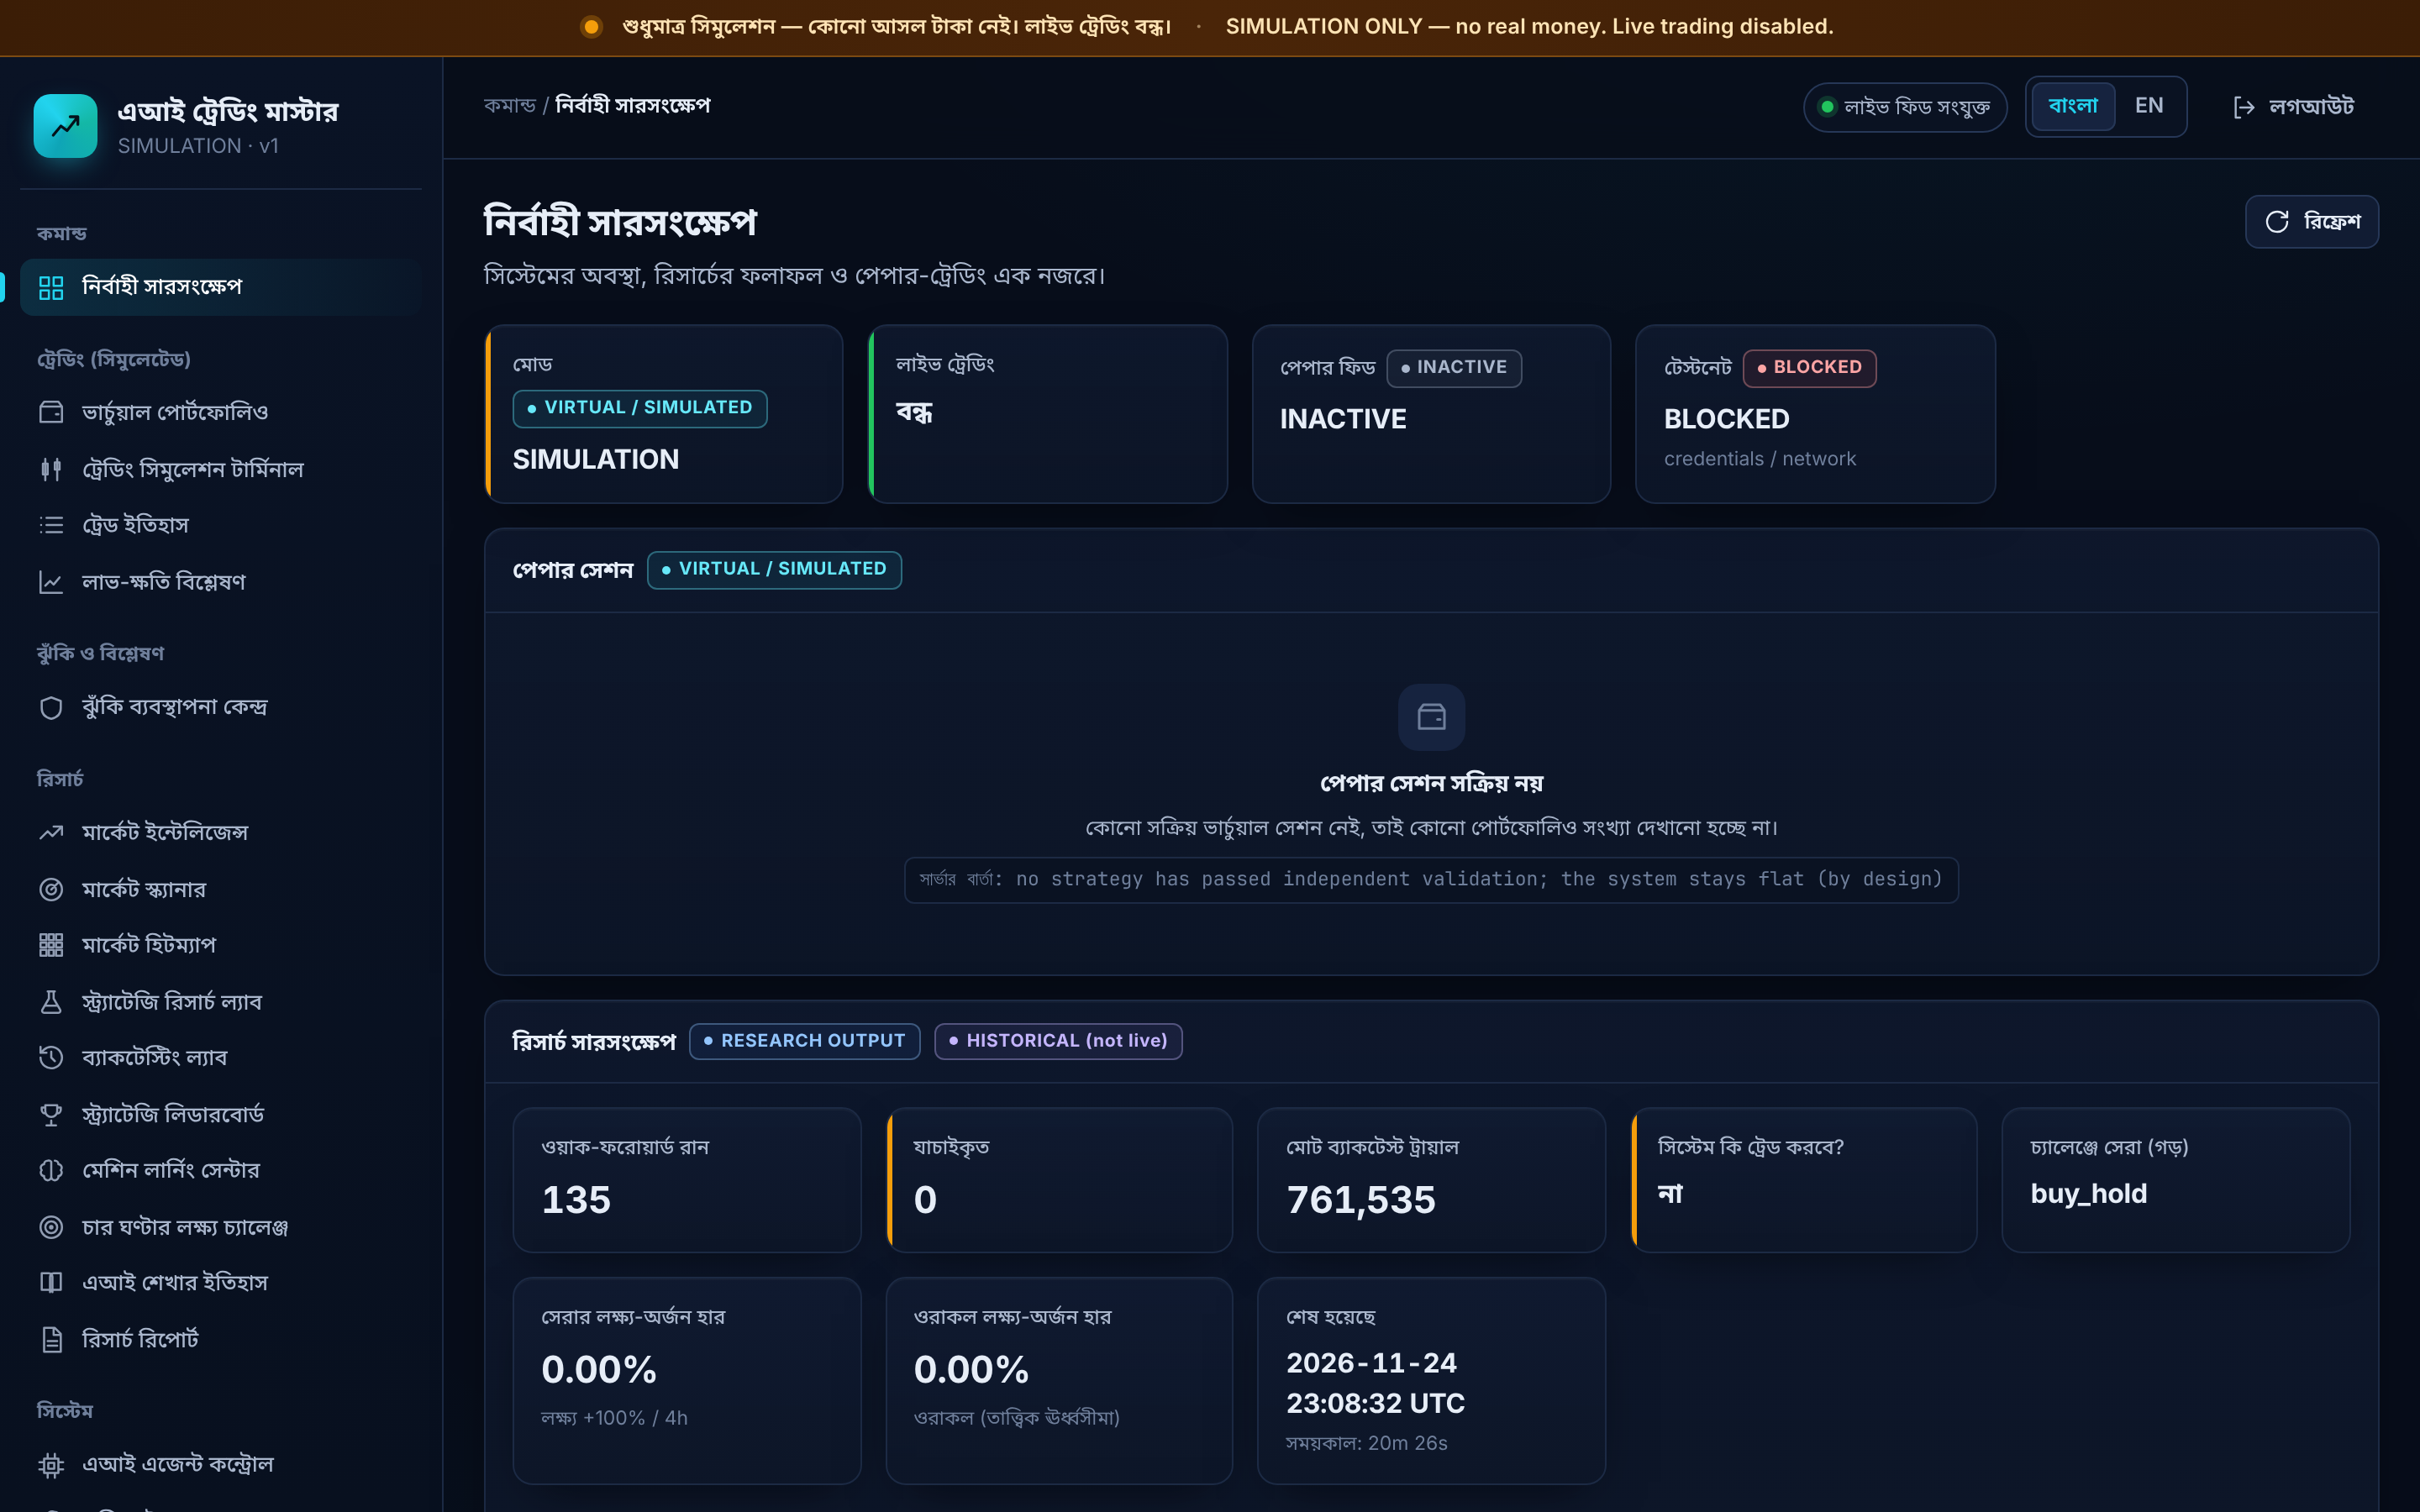 শুধুমাত্র সিমুলেশন — কোনো আসল টাকা নেই। লাইভ ট্রেডিং বন্ধ। · SIMULATION ONLY — no real money. Live trading disabled.
এআই ট্রেডিং মাস্টার
SIMULATION · v1
কমান্ড
নির্বাহী সারসংক্ষেপ
ট্রেডিং (সিমুলেটেড)
ভার্চুয়াল পোর্টফোলিও
ট্রেডিং সিমুলেশন টার্মিনাল
ট্রেড ইতিহাস
লাভ-ক্ষতি বিশ্লেষণ
ঝুঁকি ও বিশ্লেষণ
ঝুঁকি ব্যবস্থাপনা কেন্দ্র
রিসার্চ
মার্কেট ইন্টেলিজেন্স
মার্কেট স্ক্যানার
মার্কেট হিটম্যাপ
স্ট্র্যাটেজি রিসার্চ ল্যাব
ব্যাকটেস্টিং ল্যাব
স্ট্র্যাটেজি লিডারবোর্ড
মেশিন লার্নিং সেন্টার
চার ঘণ্টার লক্ষ্য চ্যালেঞ্জ
এআই শেখার ইতিহাস
রিসার্চ রিপোর্ট
সিস্টেম
এআই এজেন্ট কন্ট্রোল
কমান্ড / নির্বাহী সারসংক্ষেপ
লাইভ ফিড সংযুক্ত
বাংলা EN
লগআউট
নির্বাহী সারসংক্ষেপ
রিফ্রেশ
সিস্টেমের অবস্থা, রিসার্চের ফলাফল ও পেপার-ট্রেডিং এক নজরে।
মোড
VIRTUAL / SIMULATED
SIMULATION
লাইভ ট্রেডিং
বন্ধ
পেপার ফিড INACTIVE
INACTIVE
টেস্টনেট BLOCKED
BLOCKED
credentials / network
পেপার সেশন VIRTUAL / SIMULATED
পেপার সেশন সক্রিয় নয়
কোনো সক্রিয় ভার্চুয়াল সেশন নেই, তাই কোনো পোর্টফোলিও সংখ্যা দেখানো হচ্ছে না।
সার্ভার বার্তা: no strategy has passed independent validation; the system stays flat (by design)
রিসার্চ সারসংক্ষেপ RESEARCH OUTPUT HISTORICAL (not live)
ওয়াক-ফরোয়ার্ড রান
135
যাচাইকৃত
0
মোট ব্যাকটেস্ট ট্রায়াল
761,535
সিস্টেম কি ট্রেড করবে?
না
চ্যালেঞ্জে সেরা (গড়)
buy_hold
সেরার লক্ষ্য-অর্জন হার
0.00%
লক্ষ্য +100% / 4h
ওরাকল লক্ষ্য-অর্জন হার
0.00%
ওরাকল (তাত্ত্বিক ঊর্ধ্বসীমা)
শেষ হয়েছে
2026-11-24
23:08:32 UTC
সময়কাল: 20m 26s